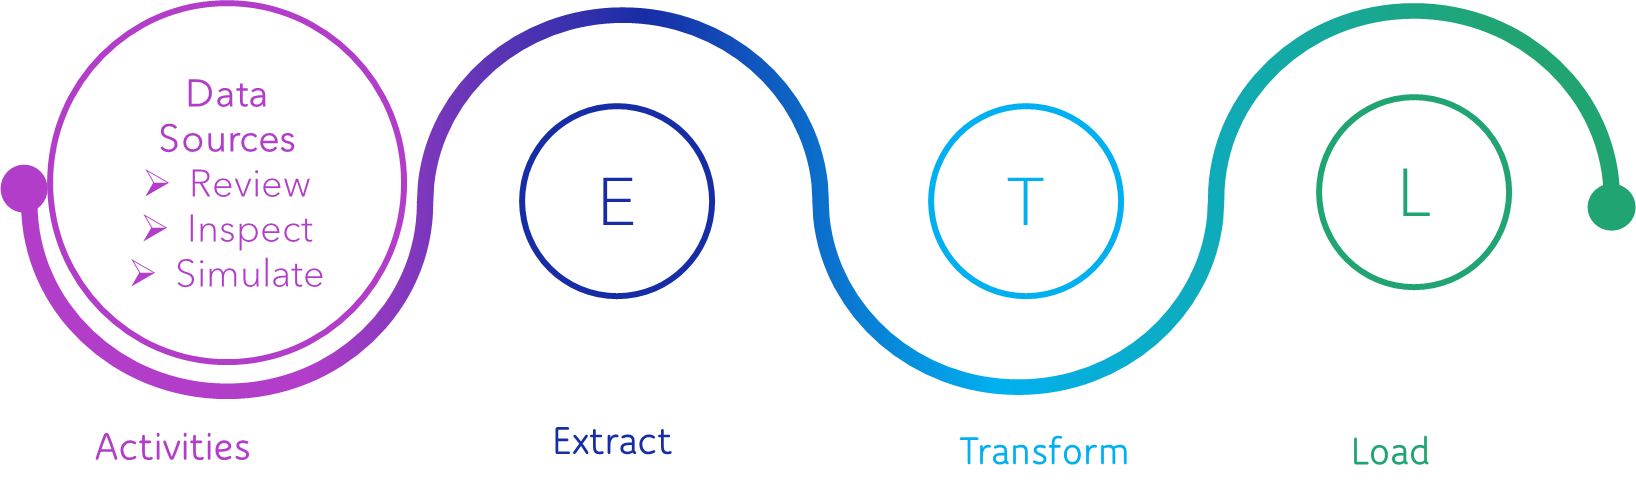 Data
Sources
➢ Review
➢ Inspect
➢ Simulate
E
T
L
Activities
Extract
Transform
Load